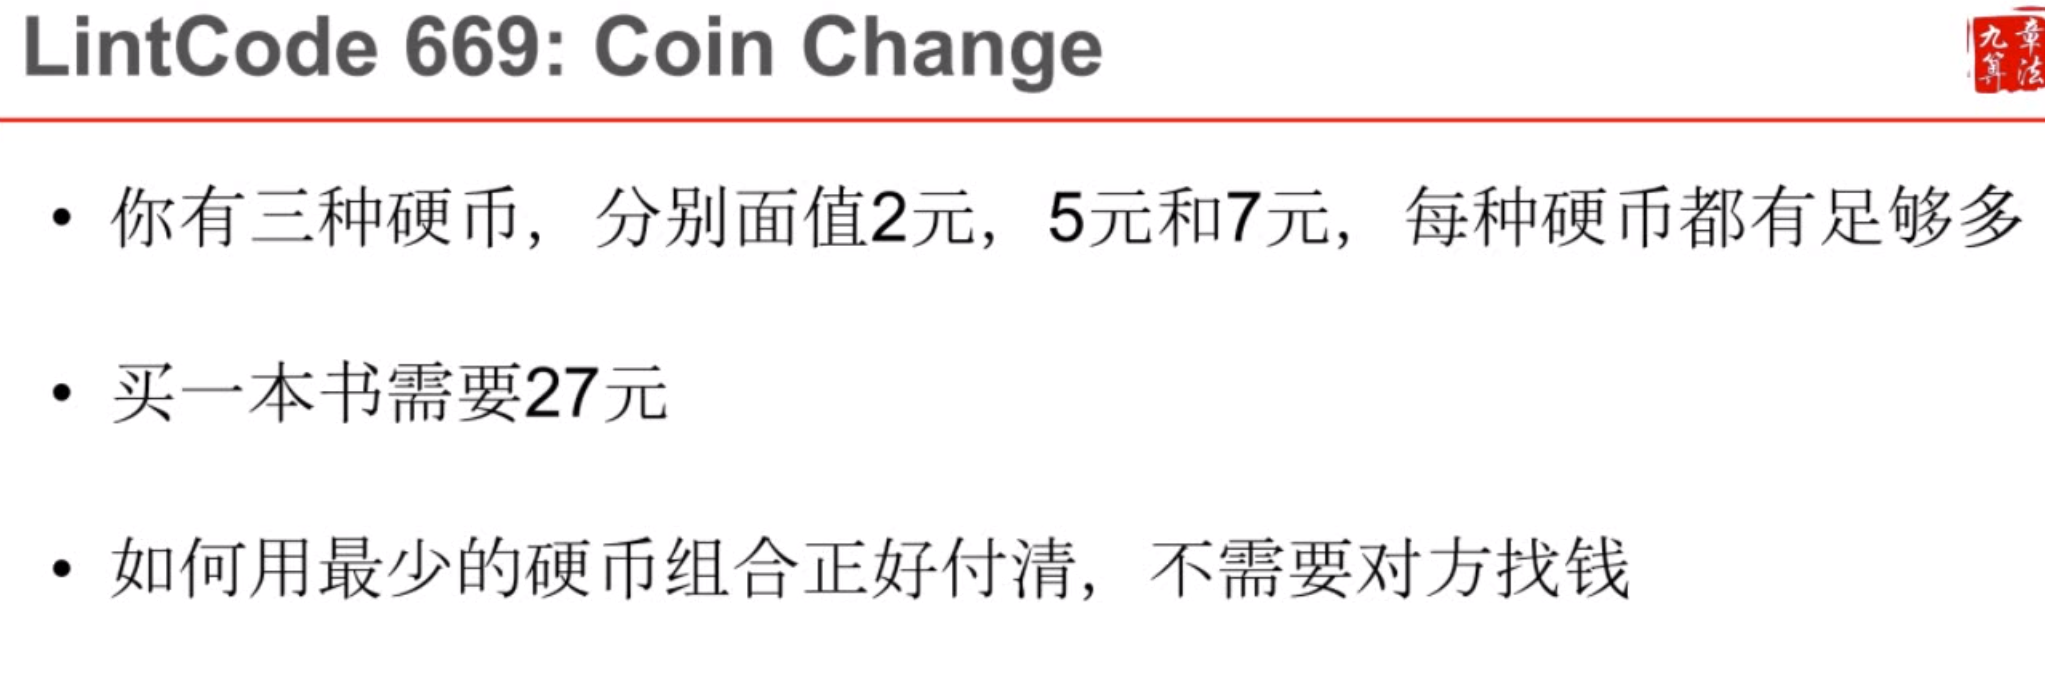 LintCode 669: Coin Change
九章
算法
• 你有三种硬币，分别面值2元，5元和7元，每种硬币都有足够多
• 买一本书需要27元
• 如何用最少的硬币组合正好付清，不需要对方找钱